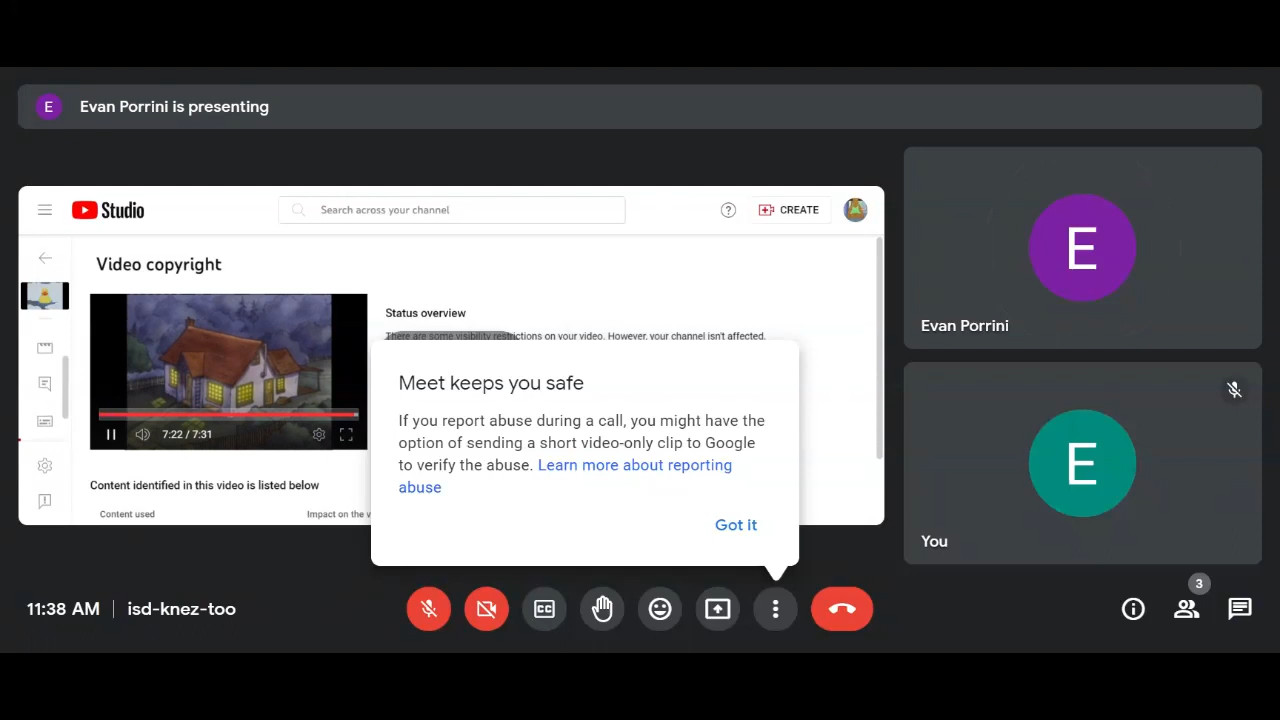 E
Evan Porrini is presenting
Studio
Search across your channel
?
CREATE
Video copyright
Status overview
There are some visibility restrictions on your video. However, your channel isn't affected.
7:22 / 7:31
Content identified in this video is listed below
Content used
Impact on the v
Meet keeps you safe
If you report abuse during a call, you might have the
option of sending a short video-only clip to Google
to verify the abuse. Learn more about reporting
abuse
Got it
E
Evan Porrini
E
You
11:38 AM
isd-knez-too
CC
3